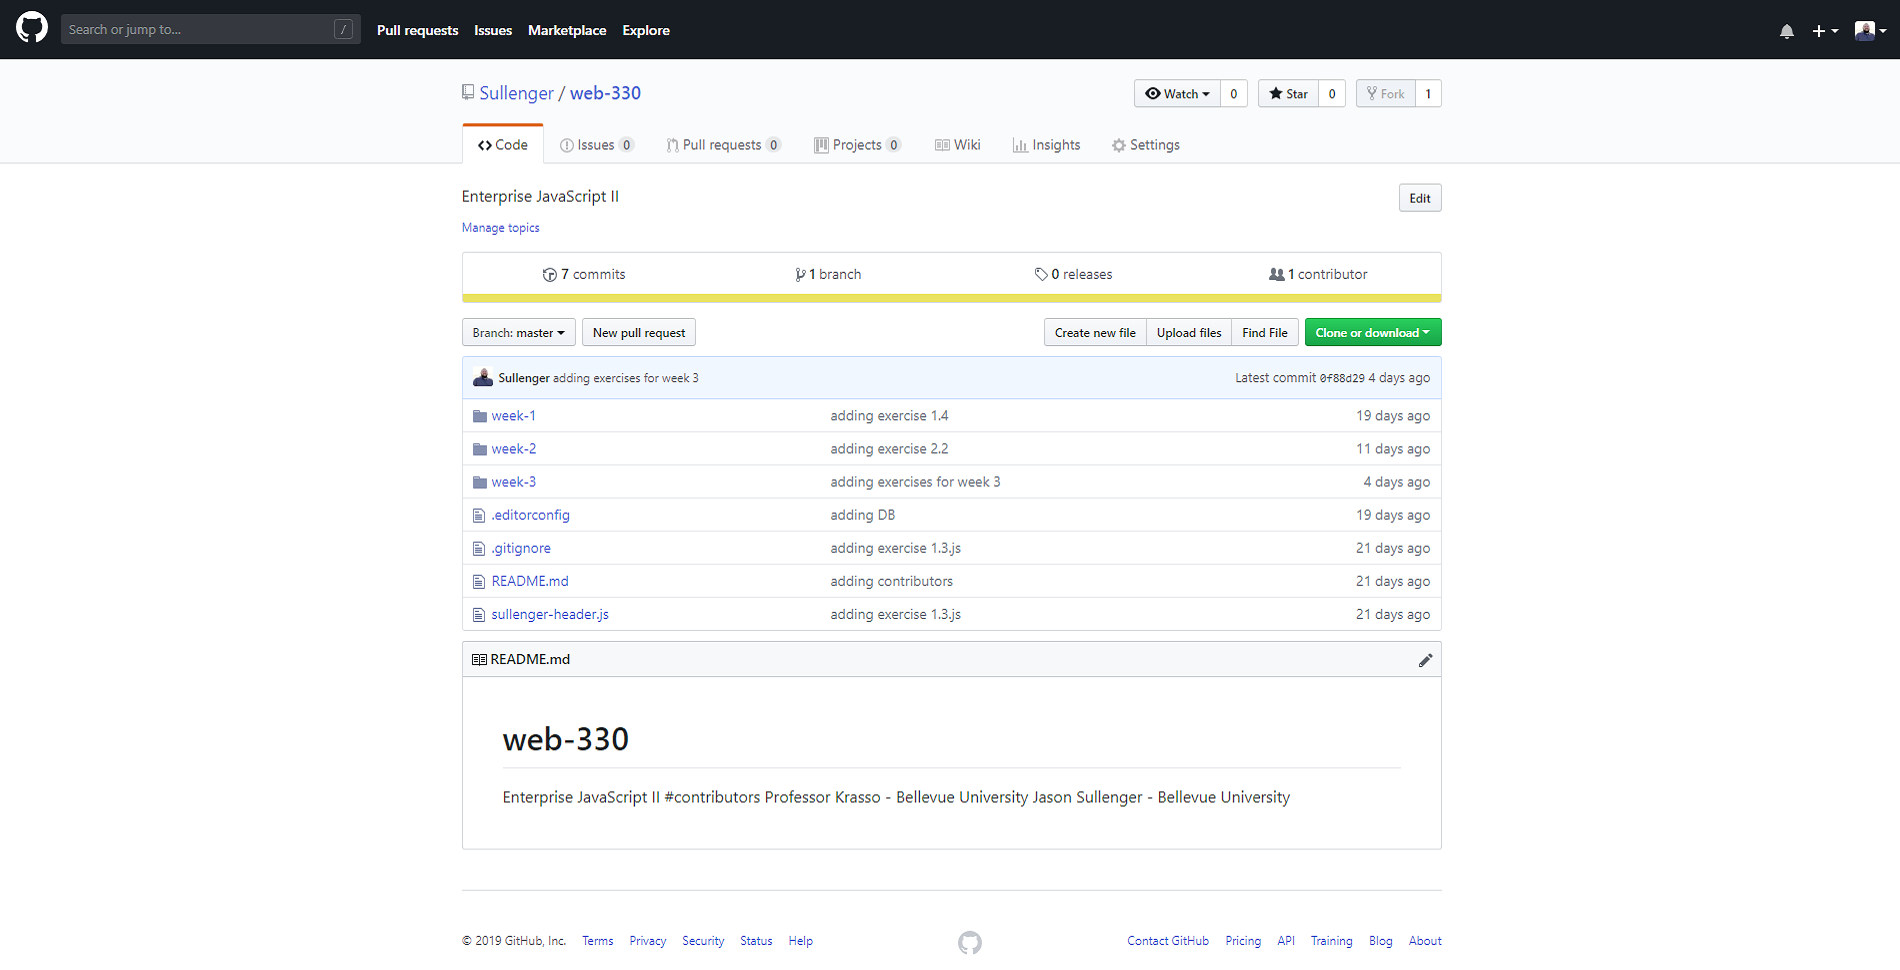 Search or jump to... / Pull requests Issues Marketplace Explore
Sullenger / web-330 Watch 0 Star 0 Fork 1
Code Issues 0 Pull requests 0 Projects 0 Wiki Insights Settings
Enterprise JavaScript II Edit
Manage topics
7 commits 1 branch 0 releases 1 contributor
Branch: master New pull request Create new file Upload files Find File Clone or download
Sullenger adding exercises for week 3 Latest commit 0f88d29 4 days ago
week-1 adding exercise 1.4 19 days ago
week-2 adding exercise 2.2 11 days ago
week-3 adding exercises for week 3 4 days ago
.editorconfig adding DB 19 days ago
.gitignore adding exercise 1.3.js 21 days ago
README.md adding contributors 21 days ago
sullenger-header.js adding exercise 1.3.js 21 days ago
README.md
web-330
Enterprise JavaScript II #contributors Professor Krasso - Bellevue University Jason Sullenger - Bellevue University
© 2019 GitHub, Inc. Terms Privacy Security Status Help Contact GitHub Pricing API Training Blog About